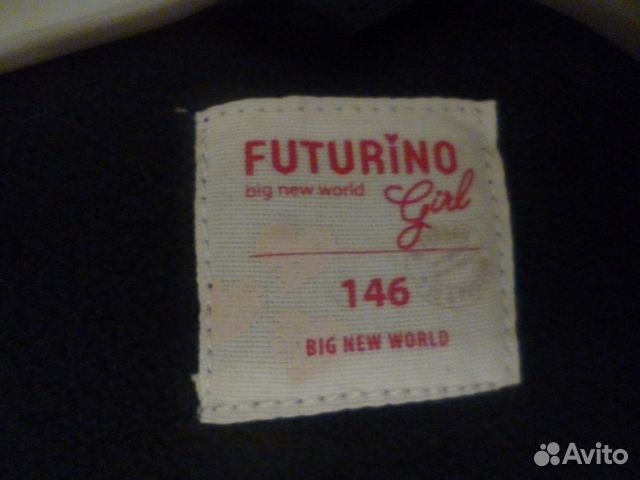 FUTURINO
big new world Girl
146
BIG NEW WORLD
Avito